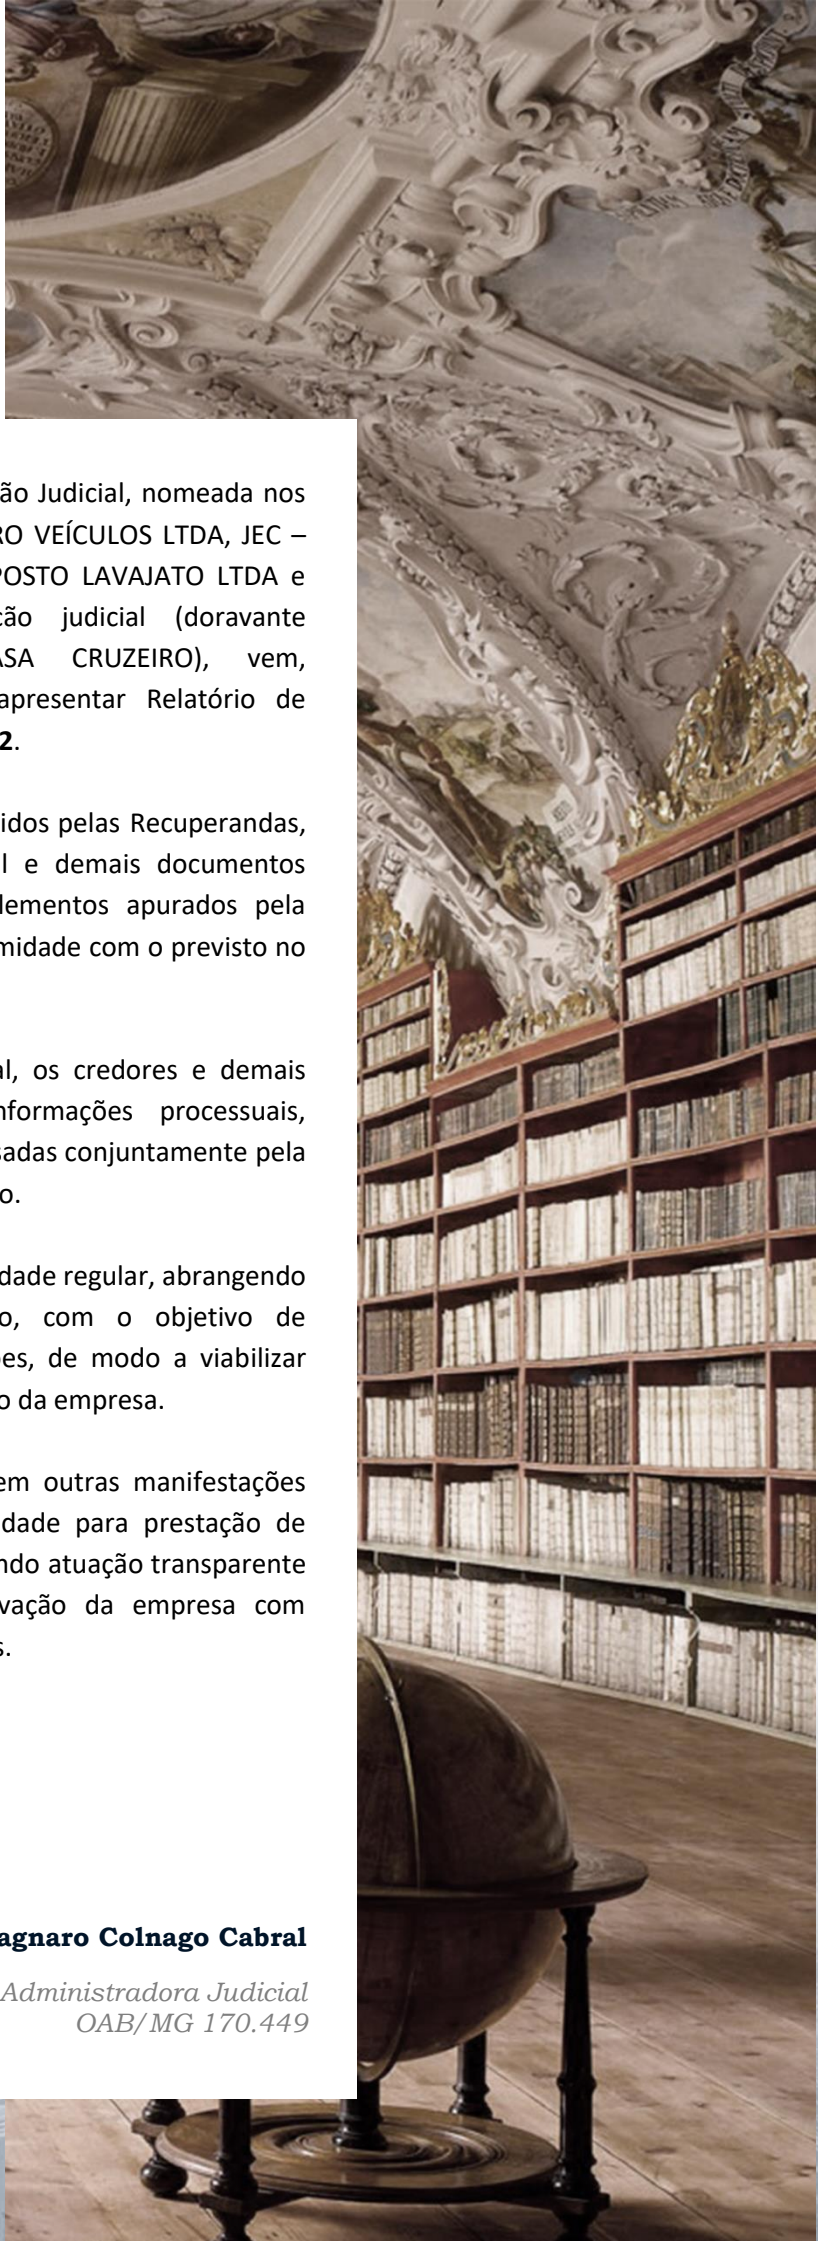 ão Judicial, nomeada nos
RO VEÍCULOS LTDA, JEC –
POSTO LAVAJATO LTDA e
ção judicial (doravante
ASA CRUZEIRO), vem,
apresentar Relatório de
2.
idos pelas Recuperandas,
l e demais documentos
lementos apurados pela
midade com o previsto no
al, os credores e demais
nformações processuais,
sadas conjuntamente pela
o.
dade regular, abrangendo
o, com o objetivo de
ões, de modo a viabilizar
o da empresa.
em outras manifestações
dade para prestação de
ndo atuação transparente
vação da empresa com
s.
agnaro Colnago Cabral
Administradora Judicial
OAB/MG 170.449